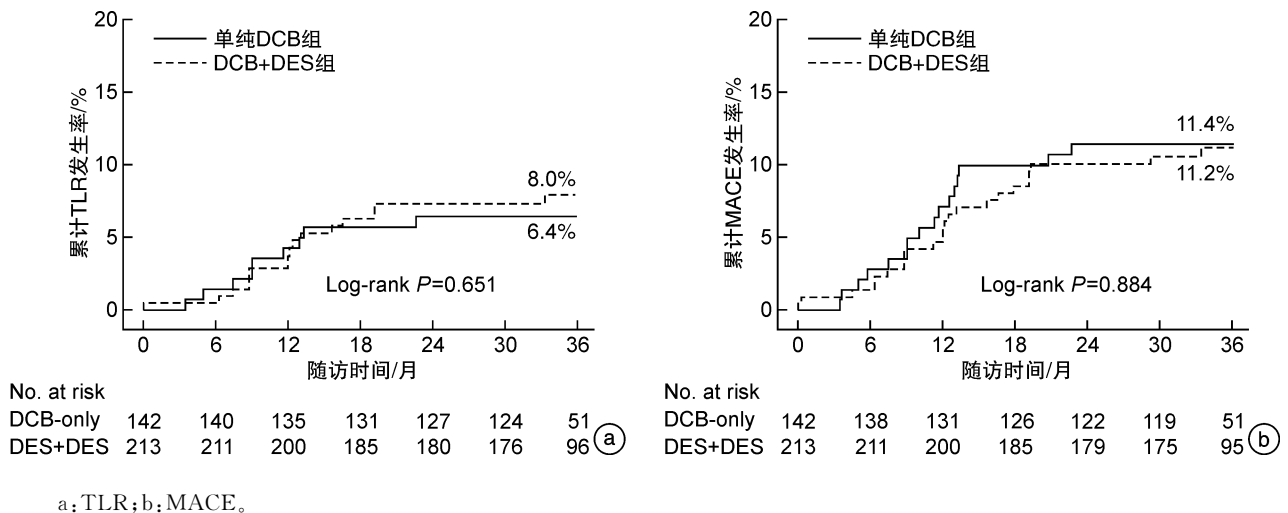 20
15
10
5
0
累计TLR发生率/%
单纯DCB组
DCB+DES组
8.0%
6.4%
Log-rank P=0.651
0 6 12 18 24 30 36
随访时间/月
No. at risk
DCB-only 142 140 135 131 127 124 51
DES+DES 213 211 200 185 180 176 96
a
20
15
10
5
0
累计MACE发生率/%
单纯DCB组
DCB+DES组
11.4%
11.2%
Log-rank P=0.884
0 6 12 18 24 30 36
随访时间/月
No. at risk
DCB-only 142 138 131 126 122 119 51
DES+DES 213 211 200 185 179 175 95
b
a:TLR;b:MACE。